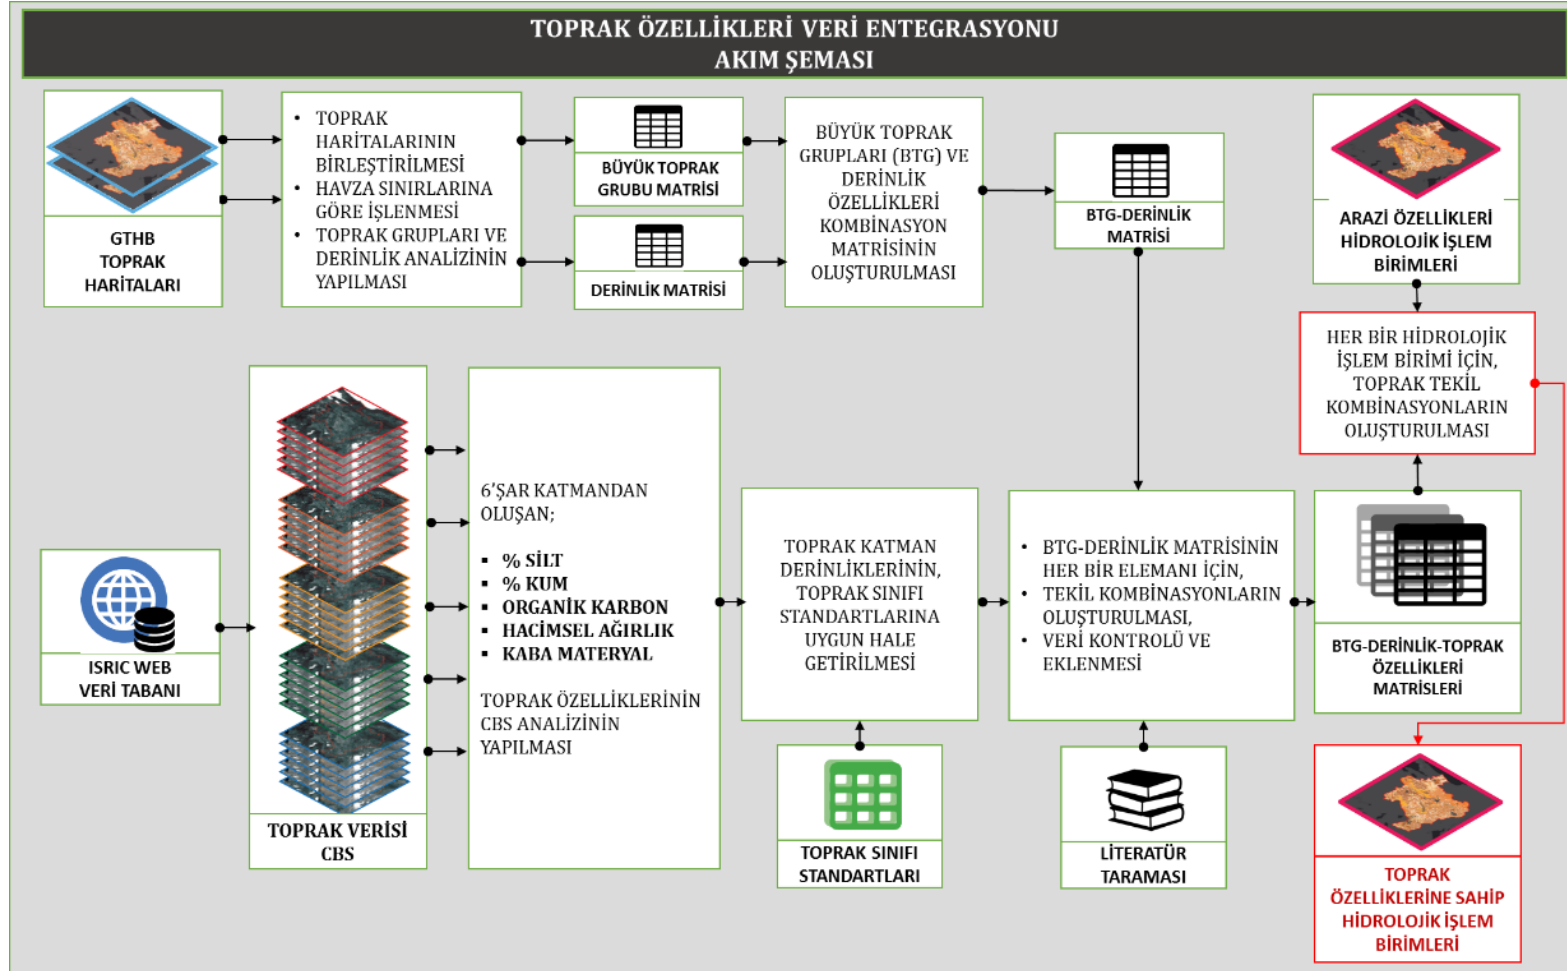 TOPRAK ÖZELLİKLERİ VERİ ENTEGRASYONU
AKIM ŞEMASI
GTHB
TOPRAK
HARİTALARI
• TOPRAK
HARİTALARININ
BİRLEŞTİRİLMESİ
• HAVZA SINIRLARINA
GÖRE İŞLENMESİ
• TOPRAK GRUPLARI VE
DERİNLİK ANALİZİNİN
YAPILMASI
BÜYÜK TOPRAK
GRUBU MATRİSİ
DERİNLİK MATRİSİ
BÜYÜK TOPRAK
GRUPLARI (BTG) VE
DERİNLİK
ÖZELLİKLERİ
KOMBİNASYON
MATRİSİNİN
OLUŞTURULMASI
BTG-DERİNLİK
MATRİSİ
ARAZİ ÖZELLİKLERİ
HİDROLOJİK İŞLEM
BİRİMLERİ
HER BİR HİDROLOJİK
İŞLEM BİRİMİ İÇİN,
TOPRAK TEKİL
KOMBİNASYONLARIN
OLUŞTURULMASI
ISRIC WEB
VERİ TABANI
TOPRAK VERİSİ
CBS
6'ŞAR KATMANDAN
OLUŞAN;
▪ % SİLT
▪ % KUM
▪ ORGANİK KARBON
▪ HACİMSEL AĞIRLIK
▪ KABA MATERYAL
TOPRAK ÖZELLİKLERİNİN
CBS ANALİZİNİN
YAPILMASI
TOPRAK KATMAN
DERİNLİKLERİNİN,
TOPRAK SINIFI
STANDARTLARINA
UYGUN HALE
GETİRİLMESİ
TOPRAK SINIFI
STANDARTLARI
• BTG-DERİNLİK MATRİSİNİN
HER BİR ELEMANI İÇİN,
• TEKİL KOMBİNASYONLARIN
OLUŞTURULMASI,
• VERİ KONTROLÜ VE
EKLENMESİ
LİTERATÜR
TARAMASI
BTG-DERİNLİK-TOPRAK
ÖZELLİKLERİ
MATRİSLERİ
TOPRAK
ÖZELLİKLERİNE SAHİP
HİDROLOJİK İŞLEM
BİRİMLERİ